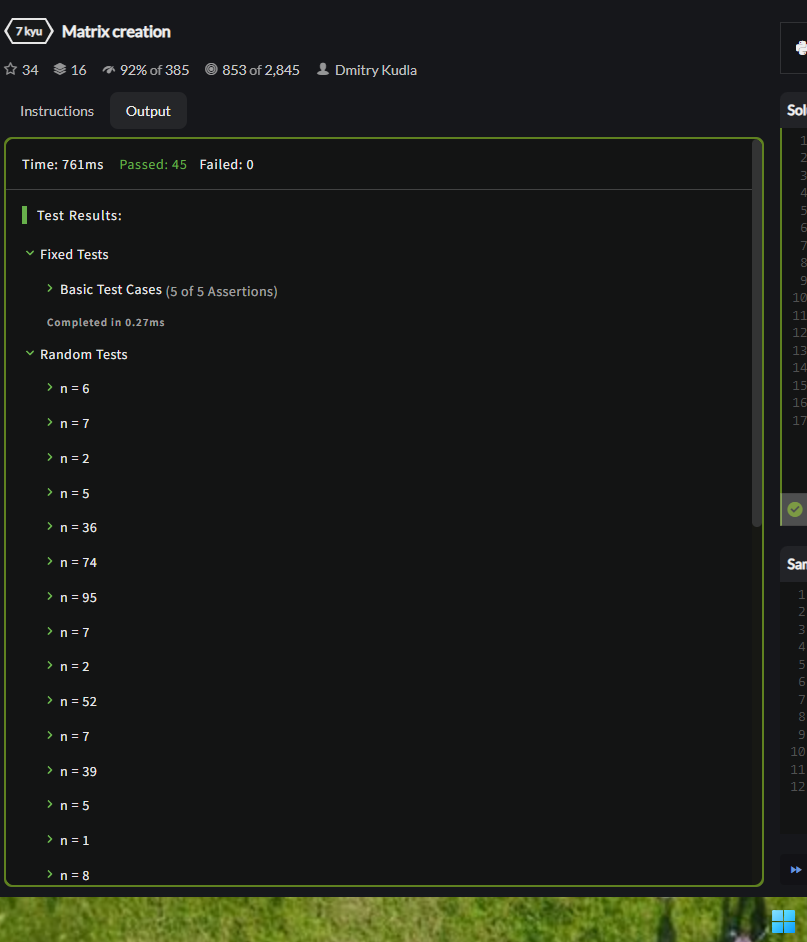 7 kyu Matrix creation
34 16 92% of 385 853 of 2,845 Dmitry Kudla
Instructions Output
Time: 761ms Passed: 45 Failed: 0
Test Results:
Fixed Tests
Basic Test Cases (5 of 5 Assertions)
Completed in 0.27ms
Random Tests
n = 6
n = 7
n = 2
n = 5
n = 36
n = 74
n = 95
n = 7
n = 2
n = 52
n = 7
n = 39
n = 5
n = 1
n = 8
Sol
1
2
3
4
5
6
7
8
9
10
11
12
13
14
15
16
17
Sam
1
2
3
4
5
6
7
8
9
10
11
12